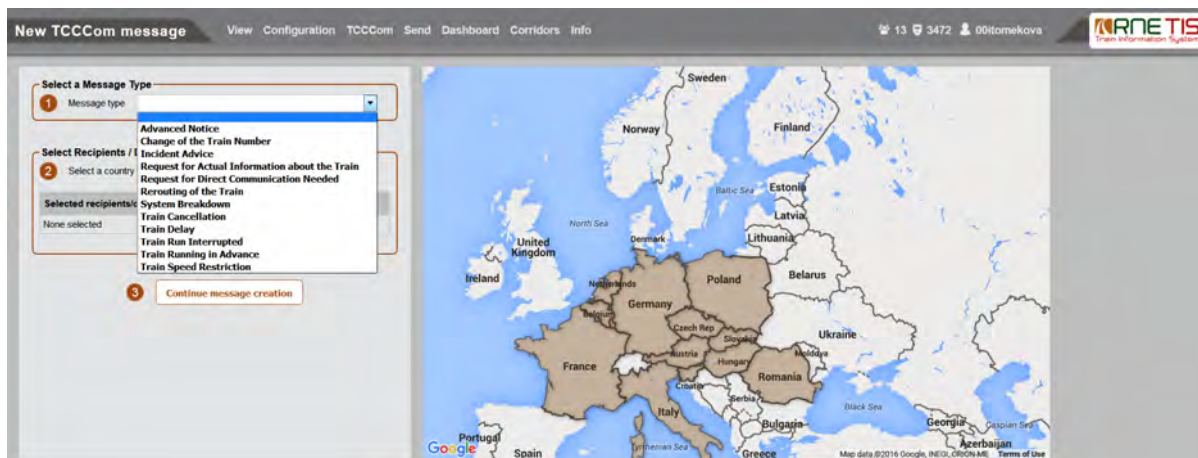 New TCCCom message
View Configuration TCCCom Send Dashboard Corridors Info
13 3472 00itomekova
RNE TIS
Train Information System
Select a Message Type
1 Message type
Advanced Notice
Change of the Train Number
Incident Advice
Request for Actual Information about the Train
Request for Direct Communication Needed
Rerouting of the Train
System Breakdown
Train Cancellation
Train Delay
Train Run Interrupted
Train Running in Advance
Train Speed Restriction
Select Recipients /
2 Select a country
Selected recipients/
None selected
3 Continue message creation
Sweden
Norway
Finland
Baltic Sea
Estonia
Latvia
North Sea
Denmark
Lithuania
United
Kingdom
Ireland
Belarus
Netherlands
Poland
Germany
Belgium
Czech Rep
Slovakia
Ukraine
Austria
Hungary
Moldova
France
Romania
Croatia
Serbia
Italy
Black Sea
Bulgaria
Georgia
Caspian Sea
Portugal
Spain
Tyrrhenian Sea
Greece
Azerbaijan
Google
Map data ©2016 Google, INEGI, ORION-ME Terms of Use